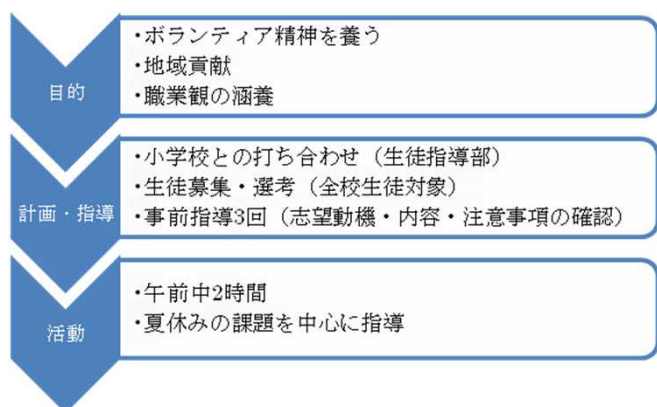 目的
・ボランティア精神を養う
・地域貢献
・職業観の涵養
計画・指導
・小学校との打ち合わせ（生徒指導部）
・生徒募集・選考（全校生徒対象）
・事前指導3回（志望動機・内容・注意事項の確認）
活動
・午前中2時間
・夏休みの課題を中心に指導